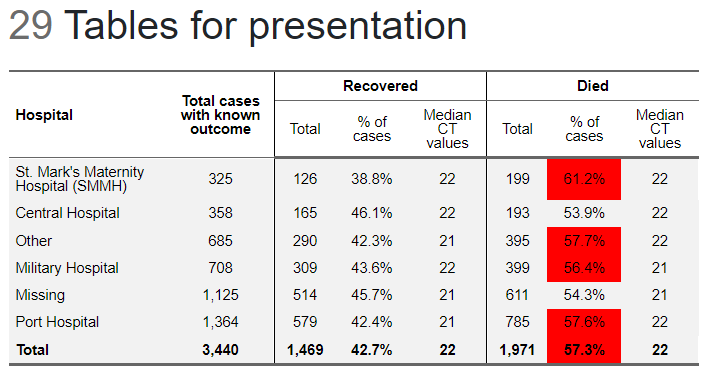 29 Tables for presentation
Recovered Died
Hospital Total cases with known outcome Total % of cases Median CT values Total % of cases Median CT values
St. Mark's Maternity Hospital (SMMH) 325 126 38.8% 22 199 61.2% 22
Central Hospital 358 165 46.1% 22 193 53.9% 22
Other 685 290 42.3% 21 395 57.7% 22
Military Hospital 708 309 43.6% 22 399 56.4% 21
Missing 1,125 514 45.7% 21 611 54.3% 21
Port Hospital 1,364 579 42.4% 21 785 57.6% 22
Total 3,440 1,469 42.7% 22 1,971 57.3% 22